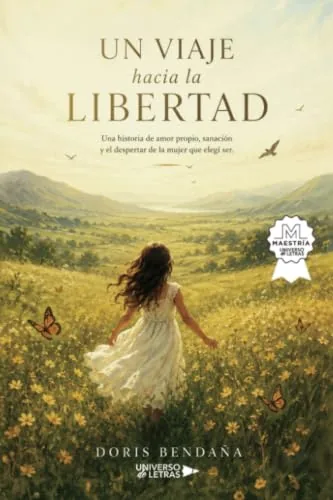 UN VIAJE
hacia la
LIBERTAD
Una historia de amor propio, sanación
y el despertar de la mujer que elegí ser.
M
MAESTRÍA
UNIVERSO
DE LETRAS
DORIS BENDAÑA
UNIVERSO
DE LETRAS